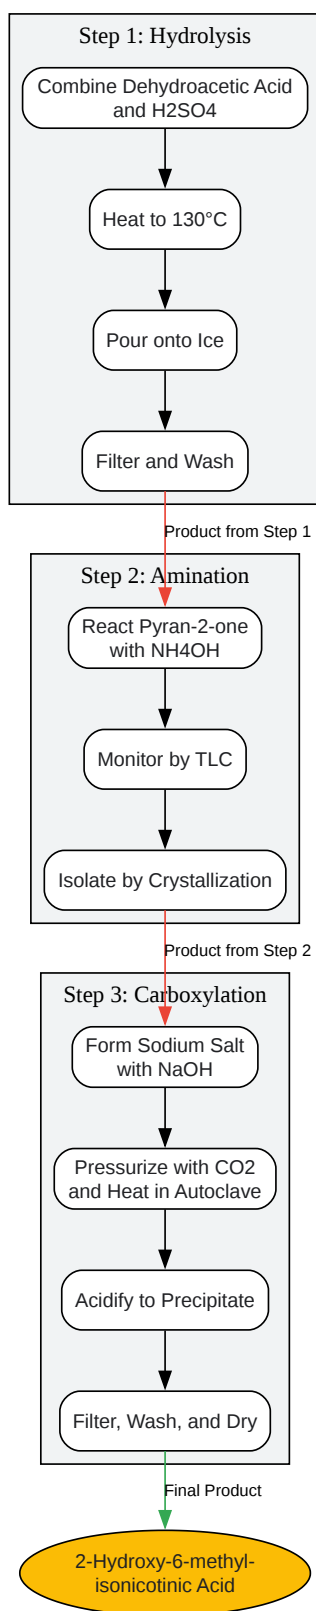 Step 1: Hydrolysis
Combine Dehydroacetic Acid
and H2SO4
Heat to 130°C
Pour onto Ice
Filter and Wash
Product from Step 1
Step 2: Amination
React Pyran-2-one
with NH4OH
Monitor by TLC
Isolate by Crystallization
Product from Step 2
Step 3: Carboxylation
Form Sodium Salt
with NaOH
Pressurize with CO2
and Heat in Autoclave
Acidify to Precipitate
Filter, Wash, and Dry
Final Product
2-Hydroxy-6-methyl-
isonicotinic Acid